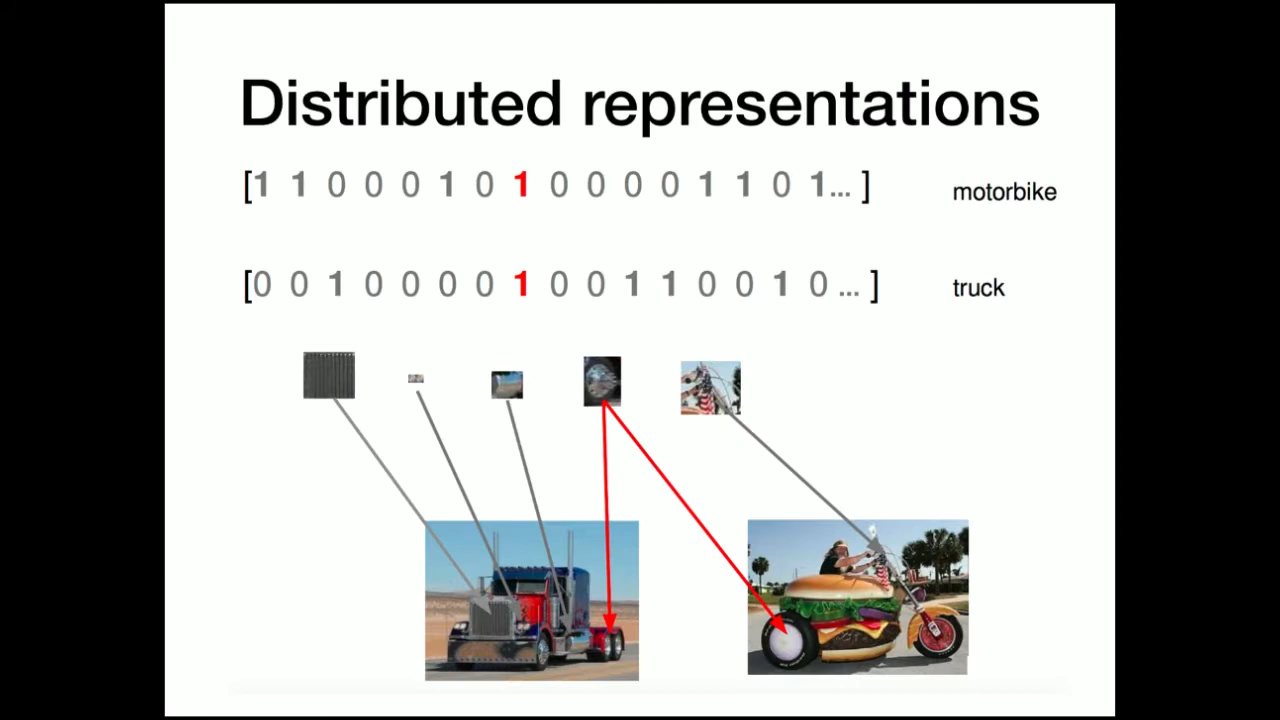 Distributed representations
[1 1 0 0 0 1 0 1 0 0 0 0 1 1 0 1... ] motorbike
[0 0 1 0 0 0 0 1 0 0 1 1 0 0 1 0 ... ] truck